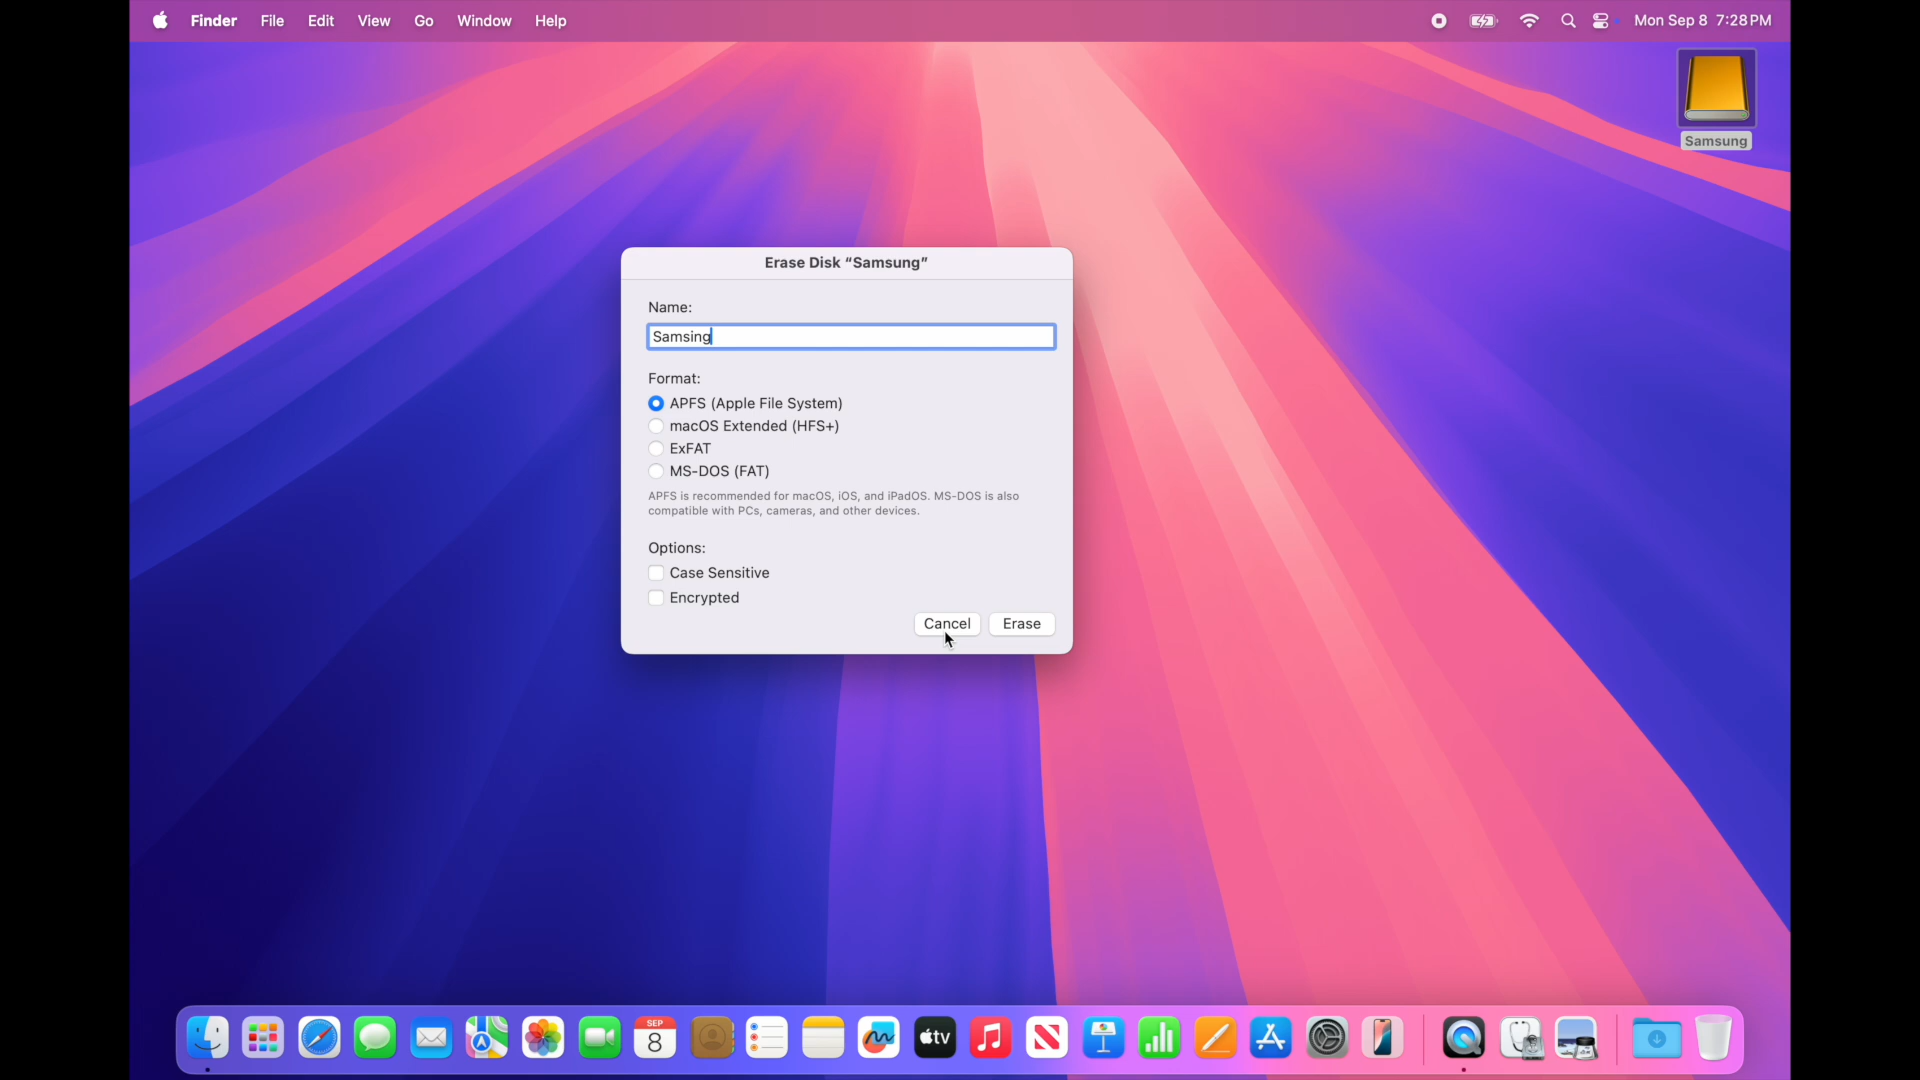 Finder File Edit View Go Window Help Mon Sep 8 7:28 PM
Samsung
Erase Disk “Samsung”
Name:
Samsing
Format:
APFS (Apple File System)
macOS Extended (HFS+)
ExFAT
MS-DOS (FAT)
APFS is recommended for macOS, iOS, and iPadOS. MS-DOS is also
compatible with PCs, cameras, and other devices.
Options:
Case Sensitive
Encrypted
Cancel Erase
SEP
8
tv